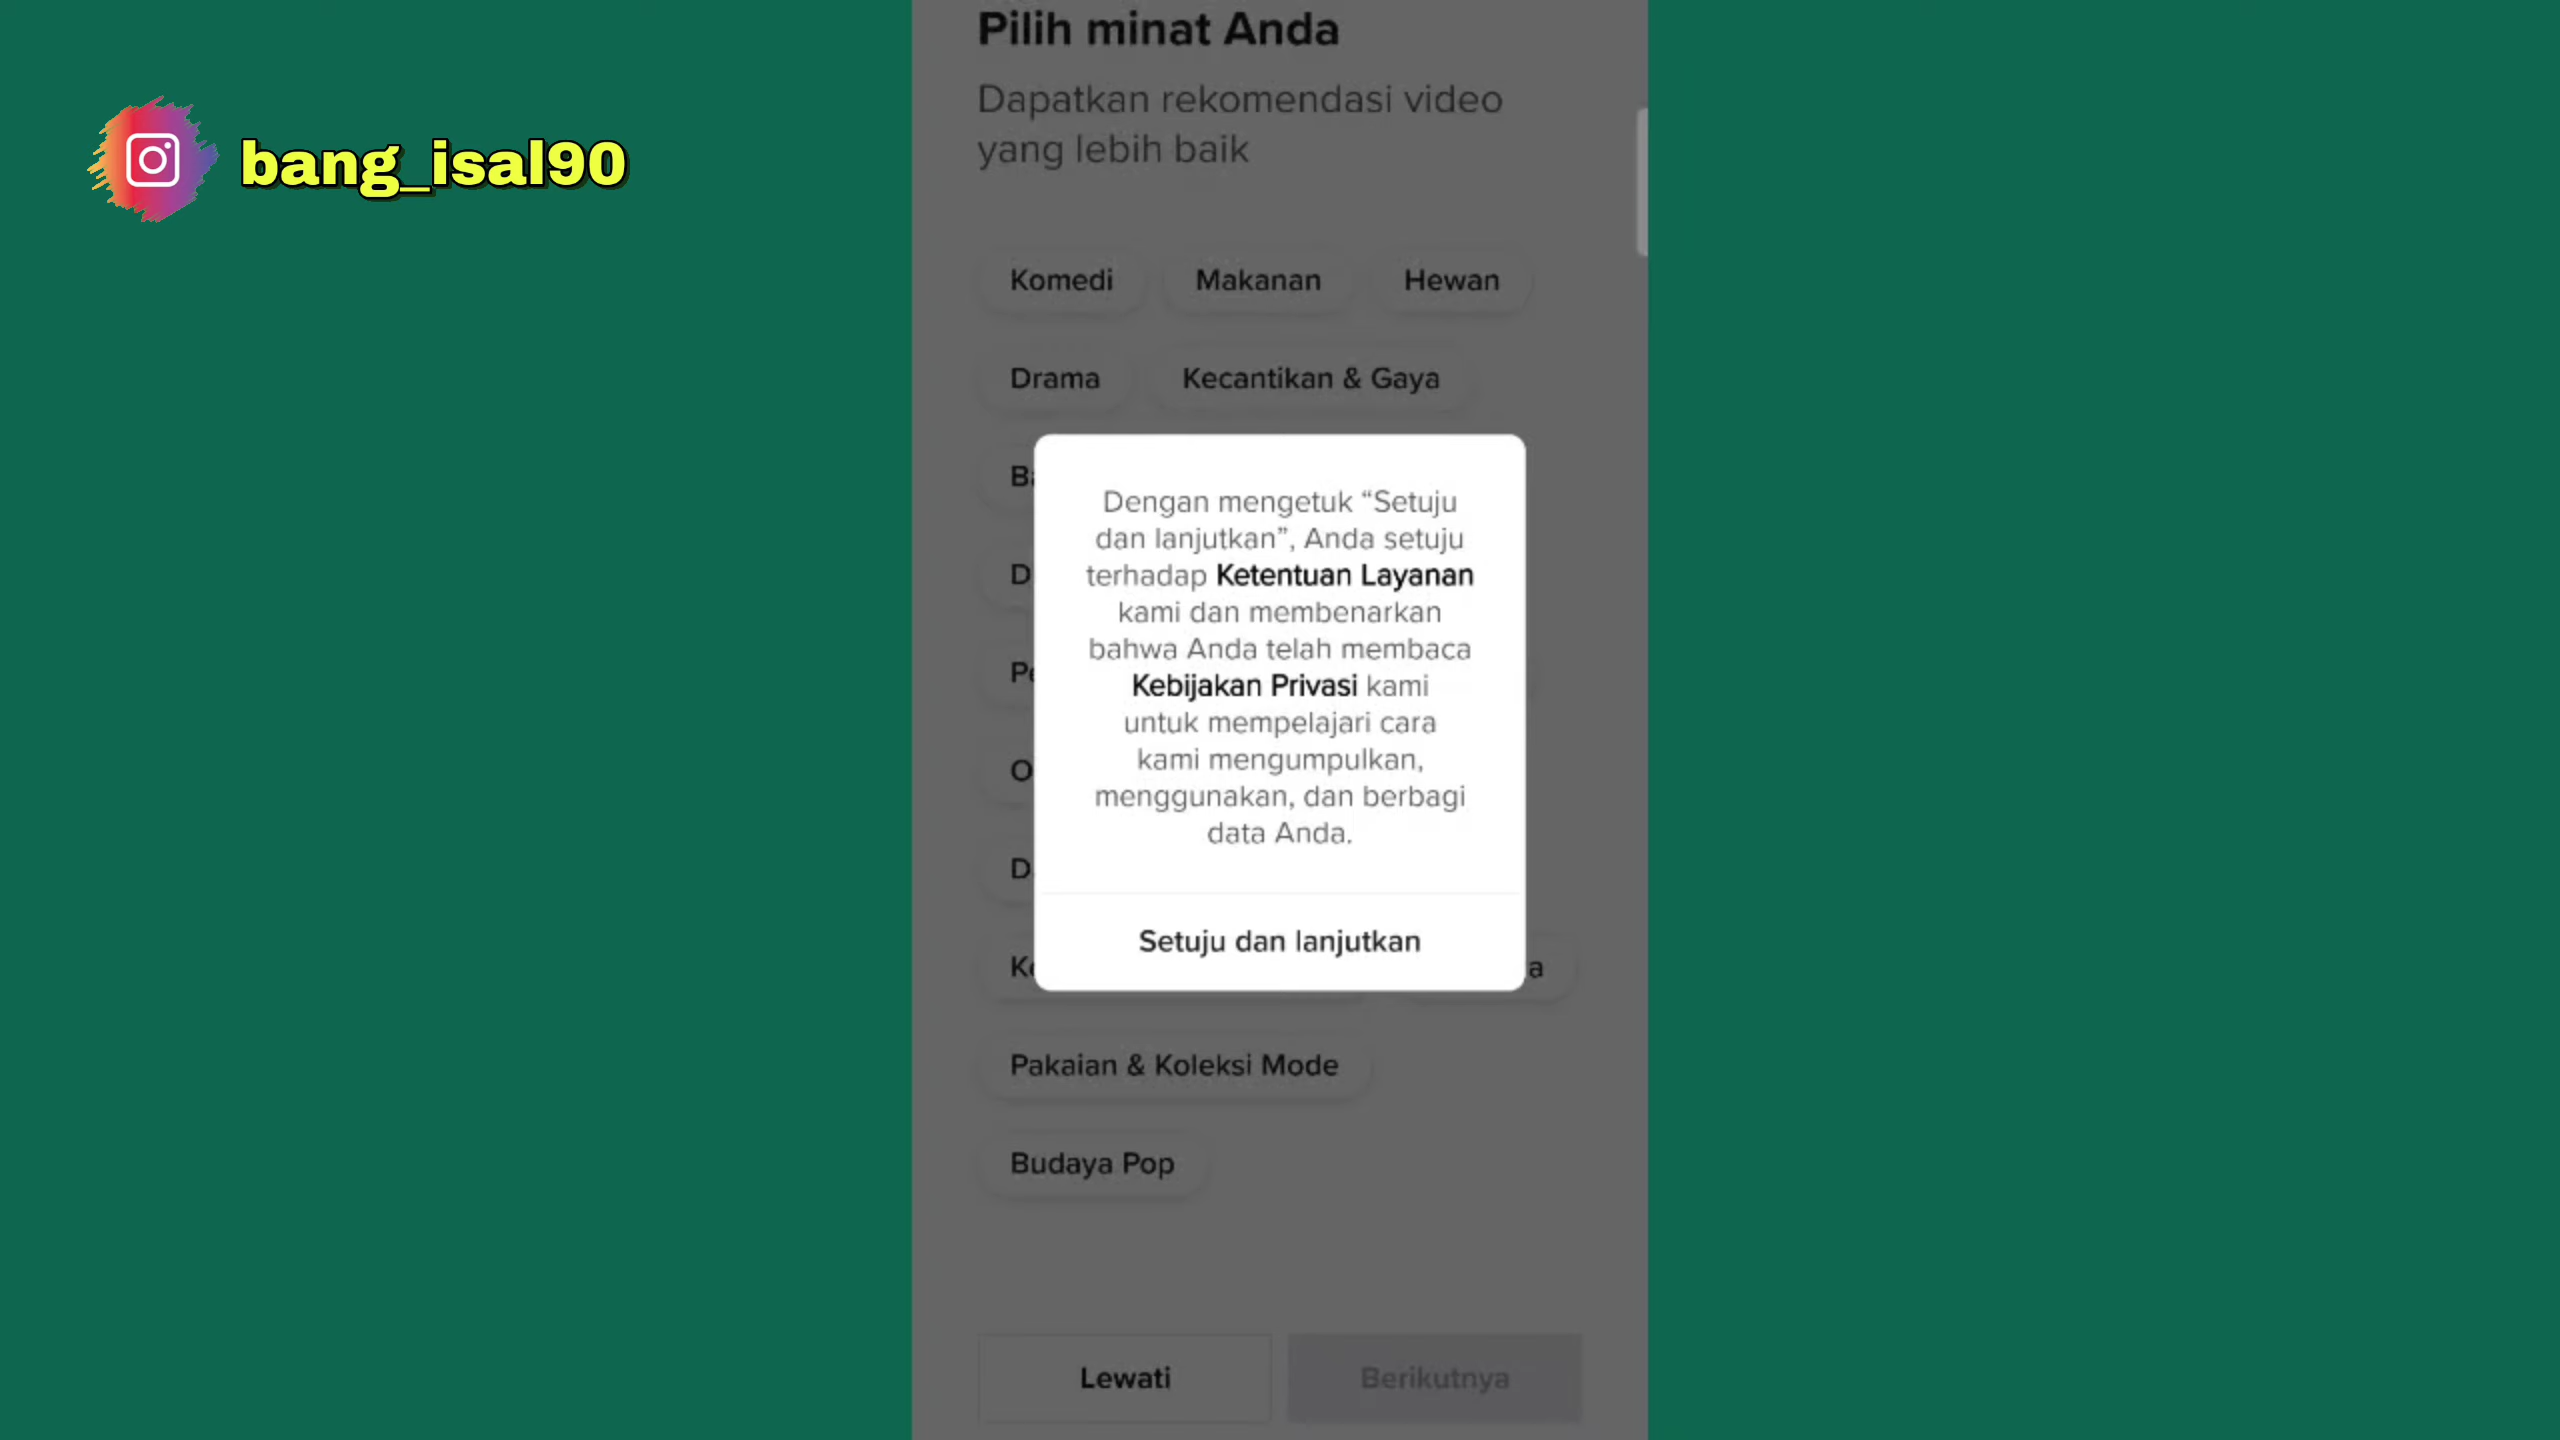 bang_isal90
Pilih minat Anda
Dapatkan rekomendasi video
yang lebih baik
Komedi Makanan Hewan
Drama Kecantikan & Gaya
Dengan mengetuk “Setuju
dan lanjutkan”, Anda setuju
terhadap Ketentuan Layanan
kami dan membenarkan
bahwa Anda telah membaca
Kebijakan Privasi kami
untuk mempelajari cara
kami mengumpulkan,
menggunakan, dan berbagi
data Anda.
Setuju dan lanjutkan
Pakaian & Koleksi Mode
Budaya Pop
Lewati Berikutnya